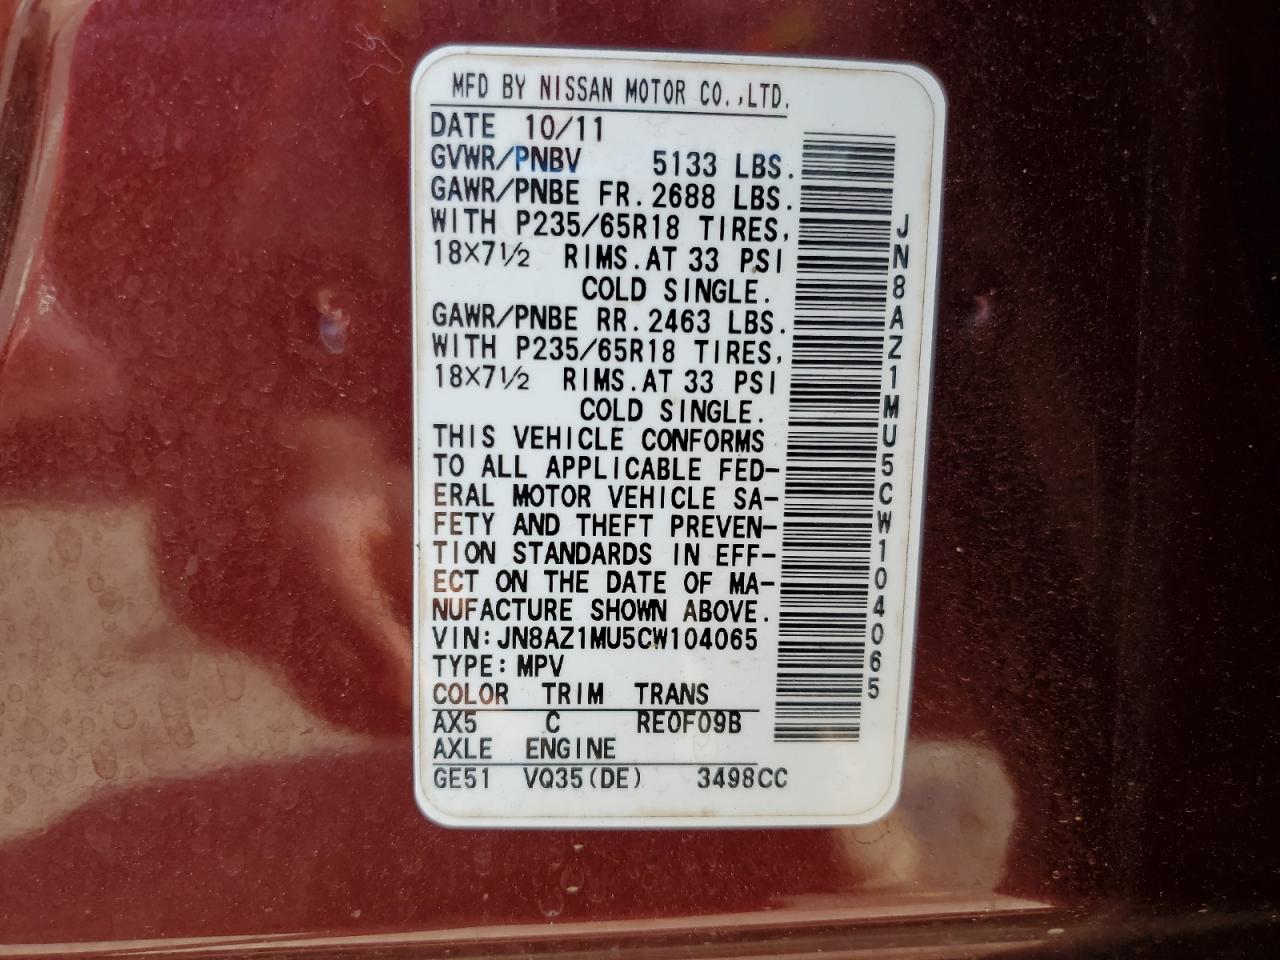 MFD BY NISSAN MOTOR CO.,LTD.
DATE 10/11
GVWR/PNBV 5133 LBS.
GAWR/PNBE FR. 2688 LBS.
WITH P235/65R18 TIRES,
18X7½ RIMS.AT 33 PSI
COLD SINGLE.
GAWR/PNBE RR. 2463 LBS.
WITH P235/65R18 TIRES,
18X7½ RIMS.AT 33 PSI
COLD SINGLE.
THIS VEHICLE CONFORMS
TO ALL APPLICABLE FED-
ERAL MOTOR VEHICLE SA-
FETY AND THEFT PREVEN-
TION STANDARDS IN EFF-
ECT ON THE DATE OF MA-
NUFACTURE SHOWN ABOVE.
VIN:JN8AZ1MU5CW104065
TYPE:MPV
COLOR TRIM TRANS
AX5 C RE0F09B
AXLE ENGINE
GE51 VQ35(DE) 3498CC
JN8AZ1MU5CW104065